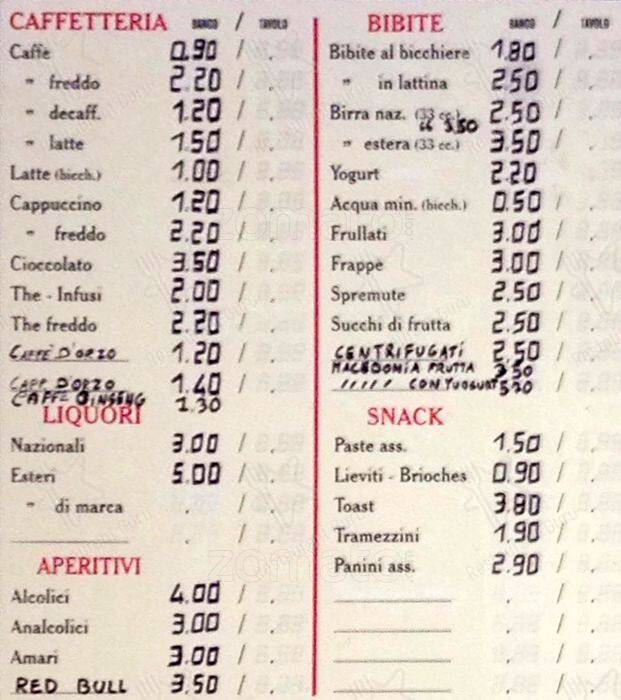 CAFFETTERIA BANCO / TAVOLO
Caffè 0.90 / .
" freddo 2.20 / .
" decaff. 1.20 / .
" latte 1.50 / .
Latte (bicch.) 1.00 / .
Cappuccino 1.20 / .
" freddo 2.20 / .
Cioccolato 3.50 / .
The - Infusi 2.00 / .
The freddo 2.20 / .
CAFFÈ D'ORZO 1.20 / .
CAPP. D'ORZO 1.40 / .
CAFFÈ GINSENG 1.30
LIQUORI
Nazionali 3.00 / .
Esteri 5.00 / .
" di marca . / .
APERITIVI
Alcolici 4.00 / .
Analcolici 3.00 / .
Amari 3.00 / .
RED BULL 3.50 / .
BIBITE BANCO / TAVOLO
Bibite al bicchiere 1.80 / .
" in lattina 2.50 / .
Birra naz. (33 cc.) 2.50 / .
66 3.50
" estera (33 cc.) 3.50 / .
Yogurt 2.20 / .
Acqua min. (bicch.) 0.50 / .
Frullati 3.00 / .
Frappe 3.00 / .
Spremute 2.50 / .
Succhi di frutta 2.50 / .
CENTRIFUGATI 2.50 / .
MACEDONIA FRUTTA 3.50
" " " " " CON YUOGURT
SNACK
Paste ass. 1.50 / .
Lieviti - Brioches 0.90 / .
Toast 3.80 / .
Tramezzini 1.90 / .
Panini ass. 2.90 / .
zomato